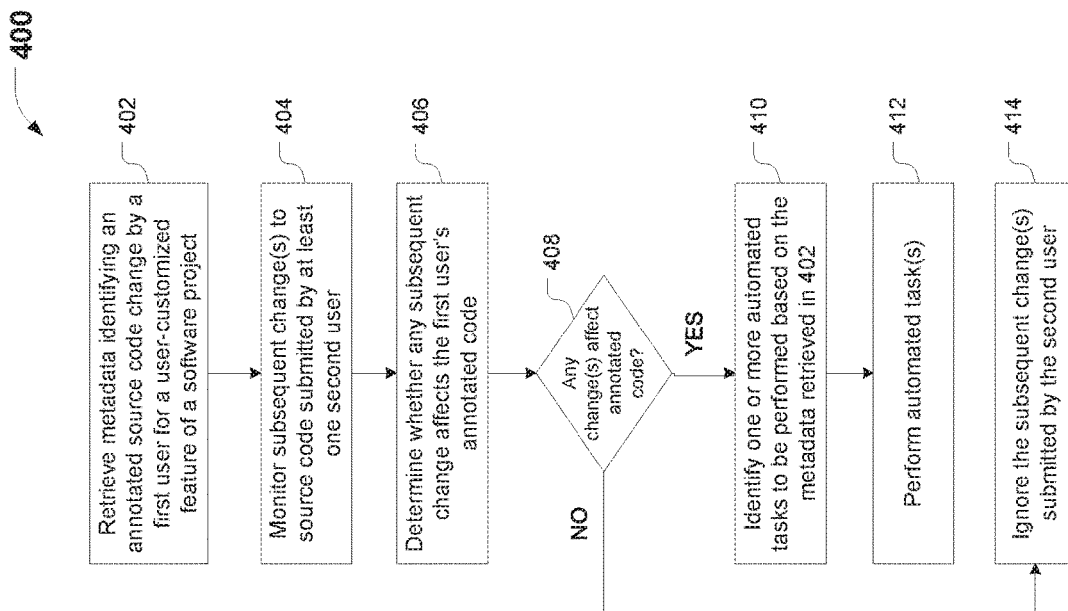 400
402
Retrieve metadata identifying an
annotated source code change by a
first user for a user-customized
feature of a software project
404
Monitor subsequent change(s) to
source code submitted by at least
one second user
406
Determine whether any subsequent
change affects the first user's
annotated code
408
Any
change(s) affect
annotated
code?
NO
YES
410
Identify one or more automated
tasks to be performed based on the
metadata retrieved in 402
412
Perform automated task(s)
414
Ignore the subsequent change(s)
submitted by the second user